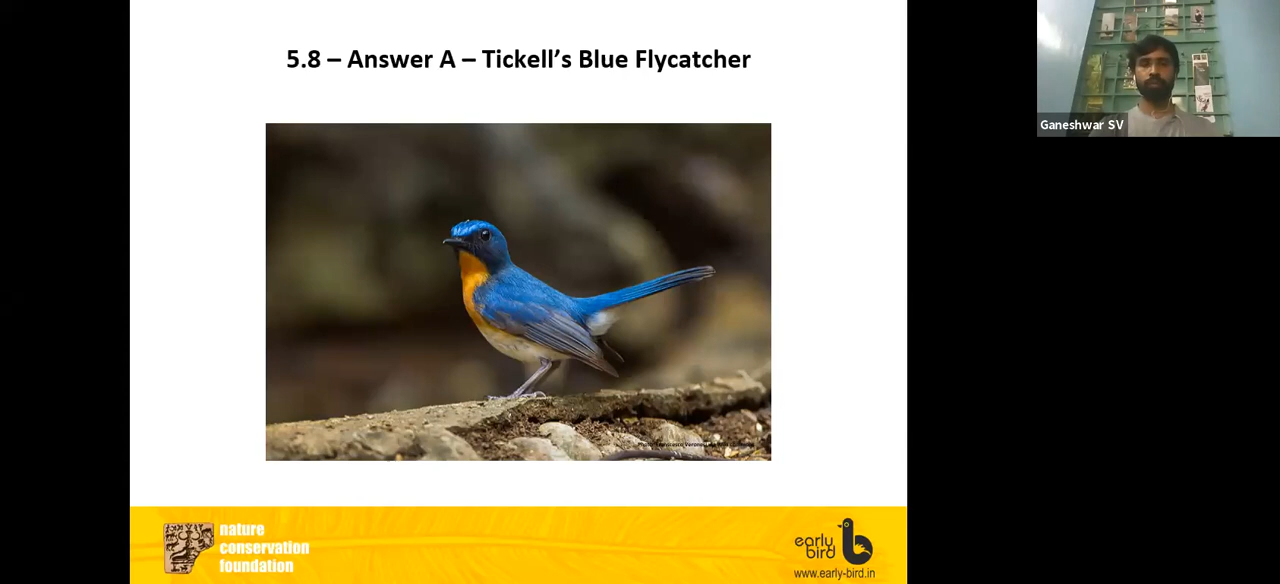 5.8 – Answer A – Tickell’s Blue Flycatcher
Ganeshwar SV
nature
conservation
foundation
early
bird
www.early-bird.in